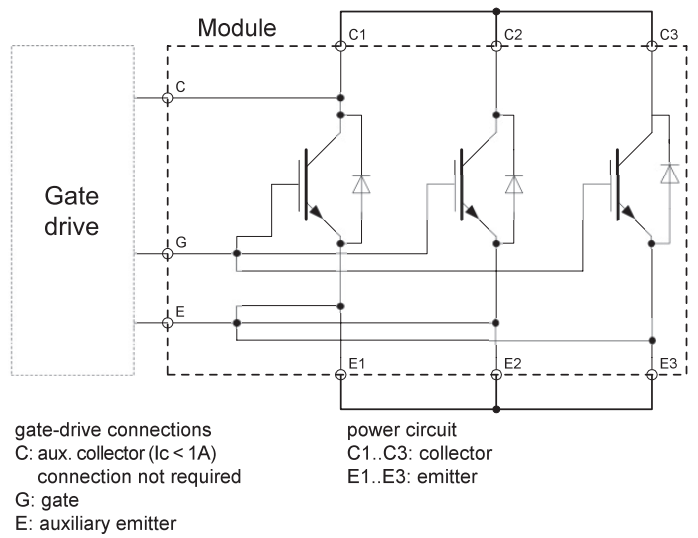 Module
C1
C2
C3
C
Gate
drive
G
E
E1
E2
E3
gate-drive connections
C: aux. collector (Ic < 1A)
connection not required
G: gate
E: auxiliary emitter
power circuit
C1..C3: collector
E1..E3: emitter